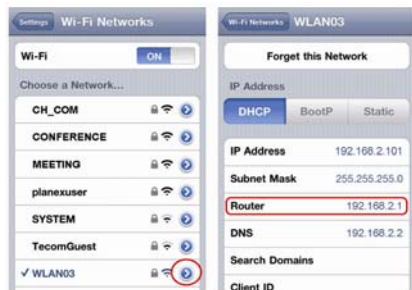 Settings Wi-Fi Networks
Wi-Fi ON
Choose a Network...
CH_COM
CONFERENCE
MEETING
planexuser
SYSTEM
TecomGuest
✓ WLAN03
Wi-Fi Networks WLAN03
Forget this Network
IP Address
DHCP BootP Static
IP Address 192.168.2.101
Subnet Mask 255.255.255.0
Router 192.168.2.1
DNS 192.168.2.2
Search Domains
Client ID